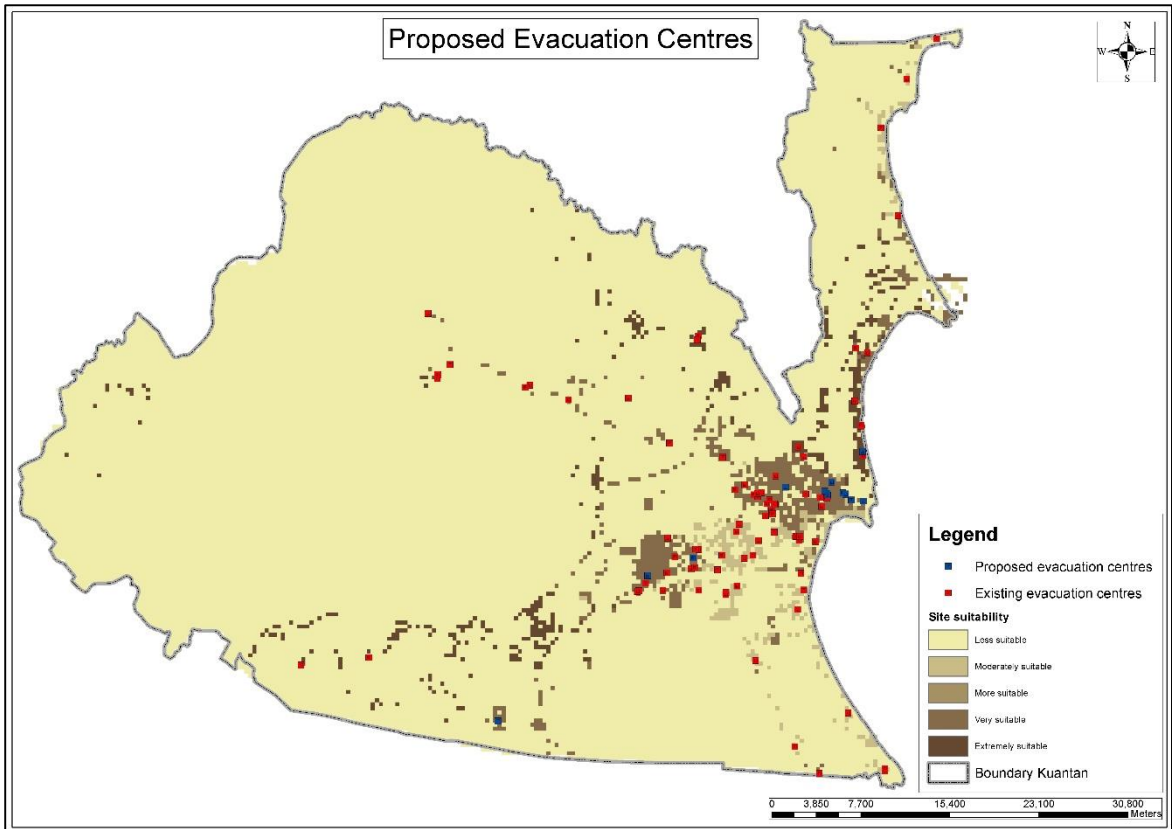 Proposed Evacuation Centres
N
W E
S
Legend
Proposed evacuation centres
Existing evacuation centres
Site suitability
Less suitable
Moderately suitable
More suitable
Very suitable
Extremely suitable
Boundary Kuantan
0 3,850 7,700 15,400 23,100 30,800
Meters